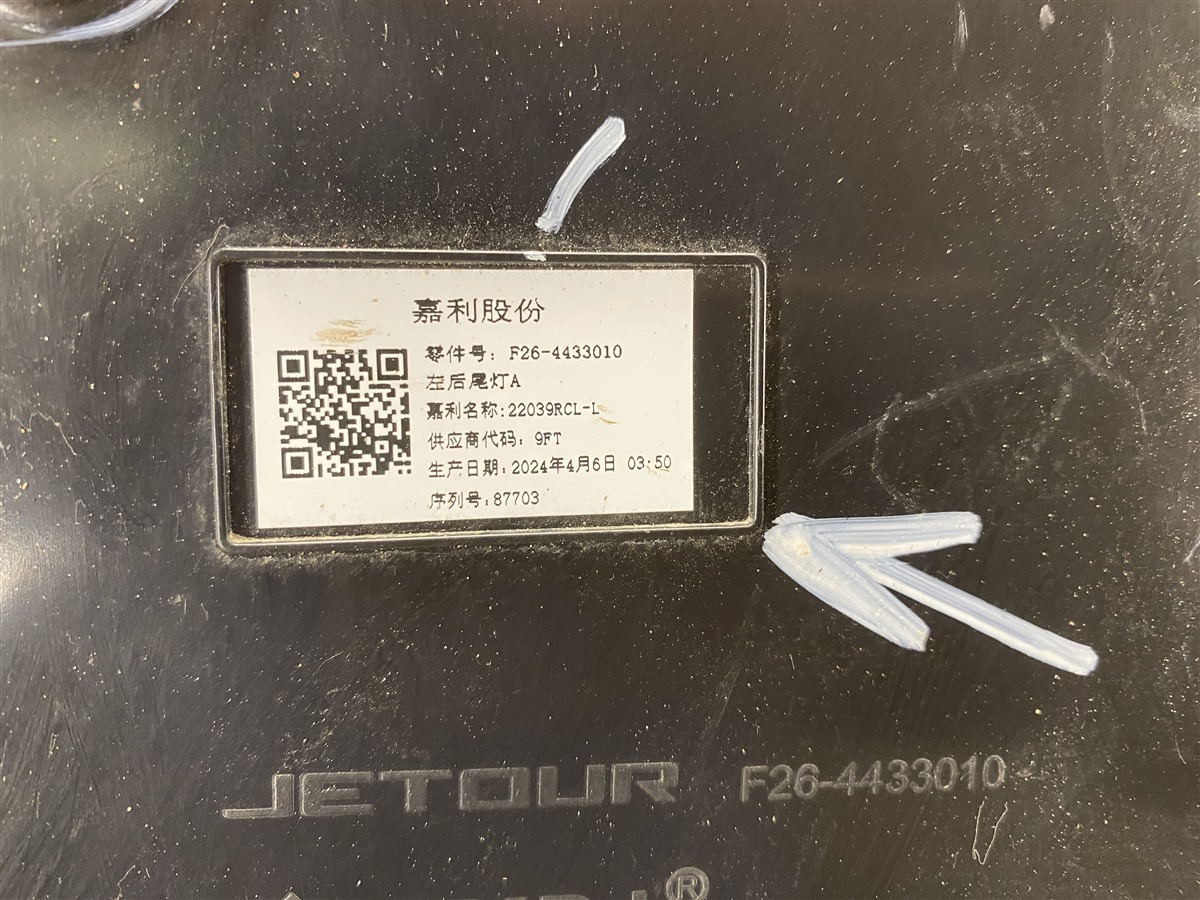 嘉利股份
零件号: F26-4433010
左后尾灯A
嘉利名称:22039RCL-L
供应商代码: 9FT
生产日期:2024年4月6日 03:50
序列号:87703
JETOUR F26-4433010
®